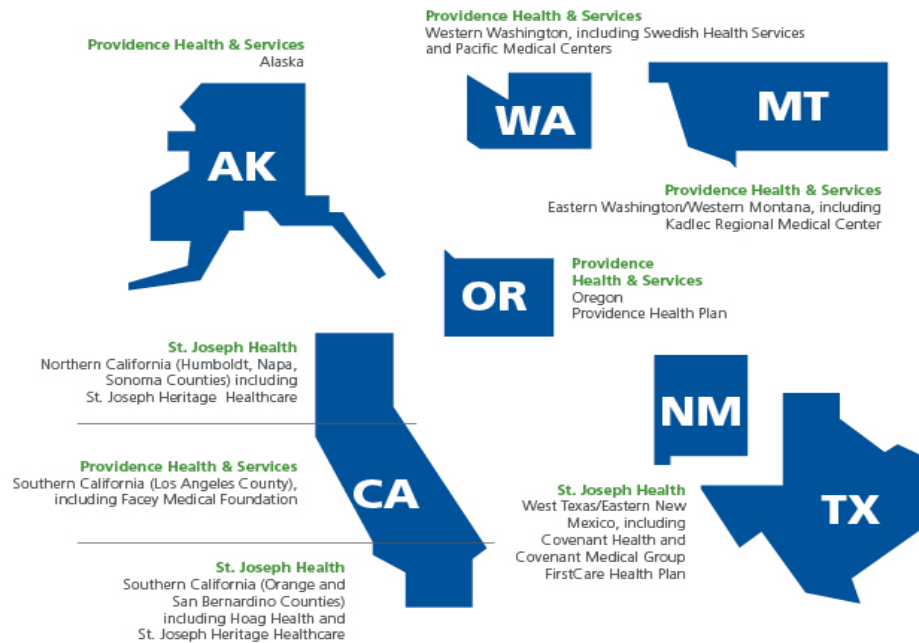 Providence Health & Services
Alaska
AK
Providence Health & Services
Western Washington, including Swedish Health Services
and Pacific Medical Centers
WA
MT
Providence Health & Services
Eastern Washington/Western Montana, including
Kadlec Regional Medical Center
OR
Providence
Health & Services
Oregon
Providence Health Plan
St. Joseph Health
Northern California (Humboldt, Napa,
Sonoma Counties) including
St. Joseph Heritage Healthcare
Providence Health & Services
Southern California (Los Angeles County),
including Facey Medical Foundation
CA
St. Joseph Health
Southern California (Orange and
San Bernardino Counties)
including Hoag Health and
St. Joseph Heritage Healthcare
NM
TX
St. Joseph Health
West Texas/Eastern New
Mexico, including
Covenant Health and
Covenant Medical Group
FirstCare Health Plan